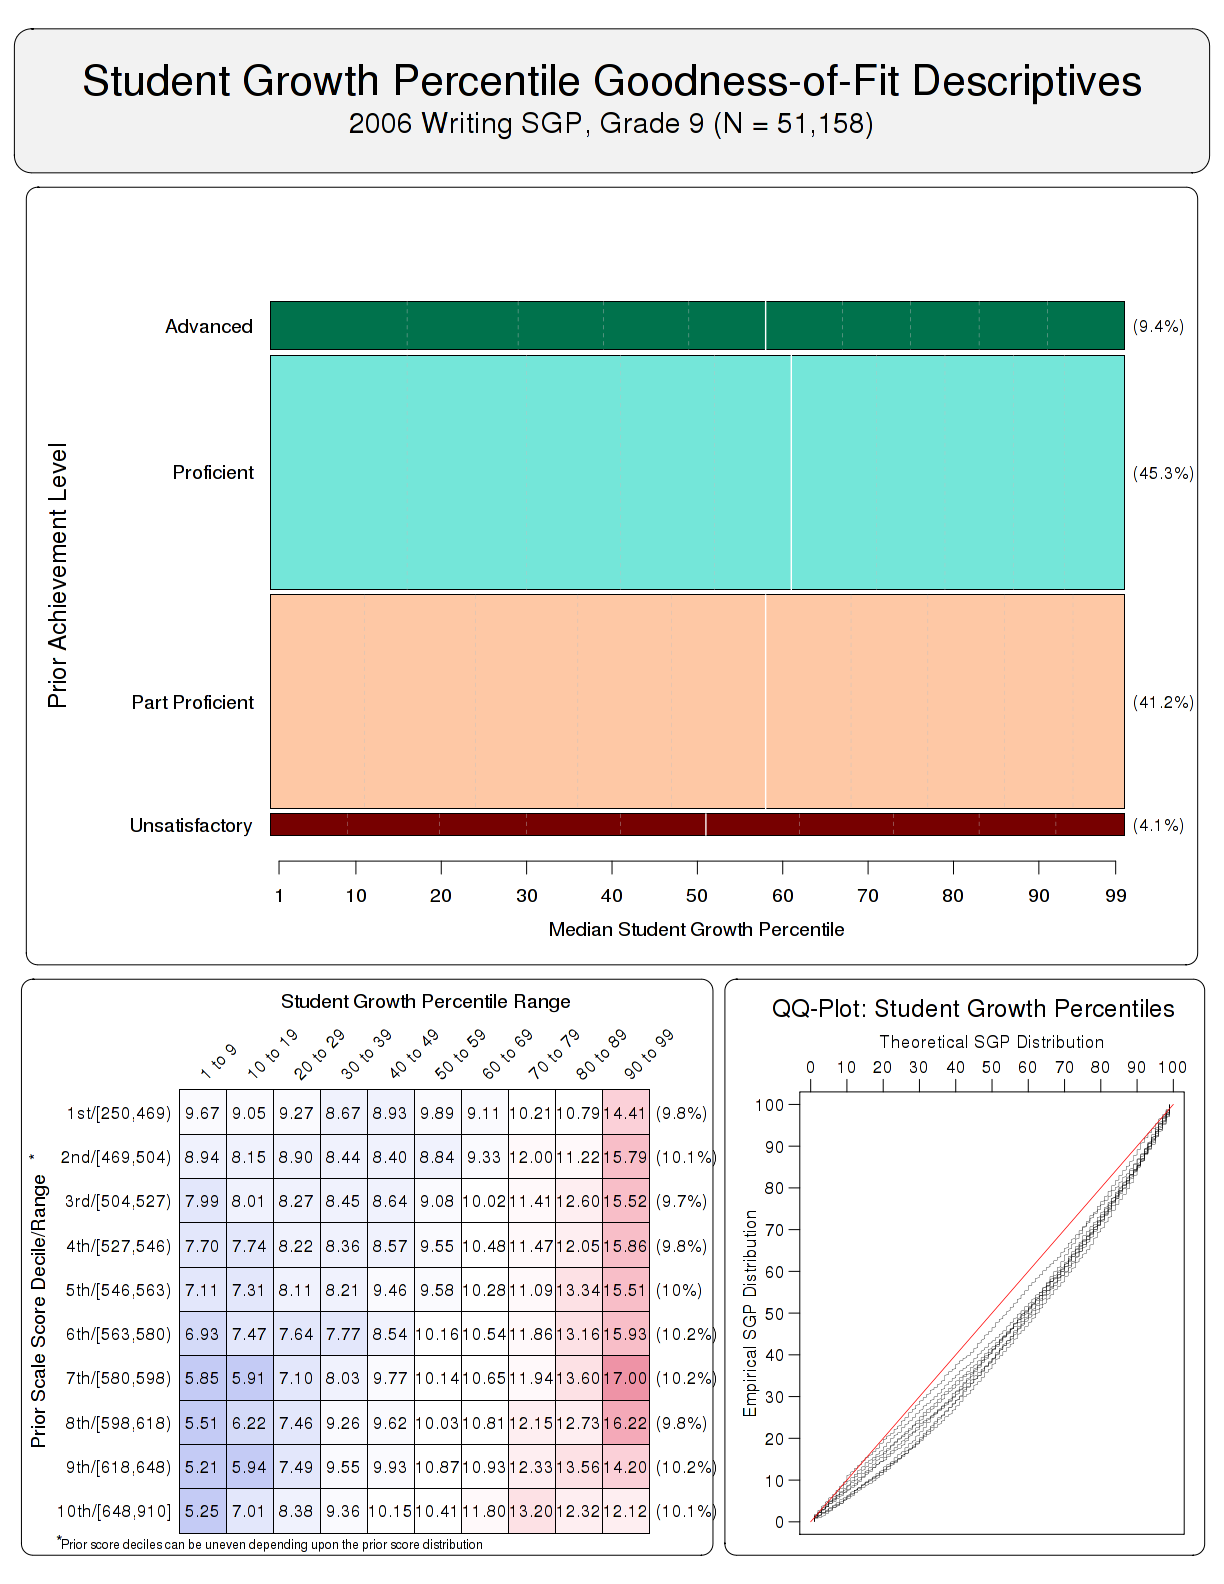 Student Growth Percentile Goodness-of-Fit Descriptives
2006 Writing SGP, Grade 9 (N = 51,158)
Prior Achievement Level
Advanced (9.4%)
Proficient (45.3%)
Part Proficient (41.2%)
Unsatisfactory (4.1%)
1 10 20 30 40 50 60 70 80 90 99
Median Student Growth Percentile
Student Growth Percentile Range
1 to 9 10 to 19 20 to 29 30 to 39 40 to 49 50 to 59 60 to 69 70 to 79 80 to 89 90 to 99
Prior Scale Score Decile/Range *
1st/[250,469) 9.67 9.05 9.27 8.67 8.93 9.89 9.11 10.21 10.79 14.41 (9.8%)
2nd/[469,504) 8.94 8.15 8.90 8.44 8.40 8.84 9.33 12.00 11.22 15.79 (10.1%)
3rd/[504,527) 7.99 8.01 8.27 8.45 8.64 9.08 10.02 11.41 12.60 15.52 (9.7%)
4th/[527,546) 7.70 7.74 8.22 8.36 8.57 9.55 10.48 11.47 12.05 15.86 (9.8%)
5th/[546,563) 7.11 7.31 8.11 8.21 9.46 9.58 10.28 11.09 13.34 15.51 (10%)
6th/[563,580) 6.93 7.47 7.64 7.77 8.54 10.16 10.54 11.86 13.16 15.93 (10.2%)
7th/[580,598) 5.85 5.91 7.10 8.03 9.77 10.14 10.65 11.94 13.60 17.00 (10.2%)
8th/[598,618) 5.51 6.22 7.46 9.26 9.62 10.03 10.81 12.15 12.73 16.22 (9.8%)
9th/[618,648) 5.21 5.94 7.49 9.55 9.93 10.87 10.93 12.33 13.56 14.20 (10.2%)
10th/[648,910] 5.25 7.01 8.38 9.36 10.15 10.41 11.80 13.20 12.32 12.12 (10.1%)
*Prior score deciles can be uneven depending upon the prior score distribution
QQ-Plot: Student Growth Percentiles
Theoretical SGP Distribution
0 10 20 30 40 50 60 70 80 90 100
Empirical SGP Distribution
100
90
80
70
60
50
40
30
20
10
0